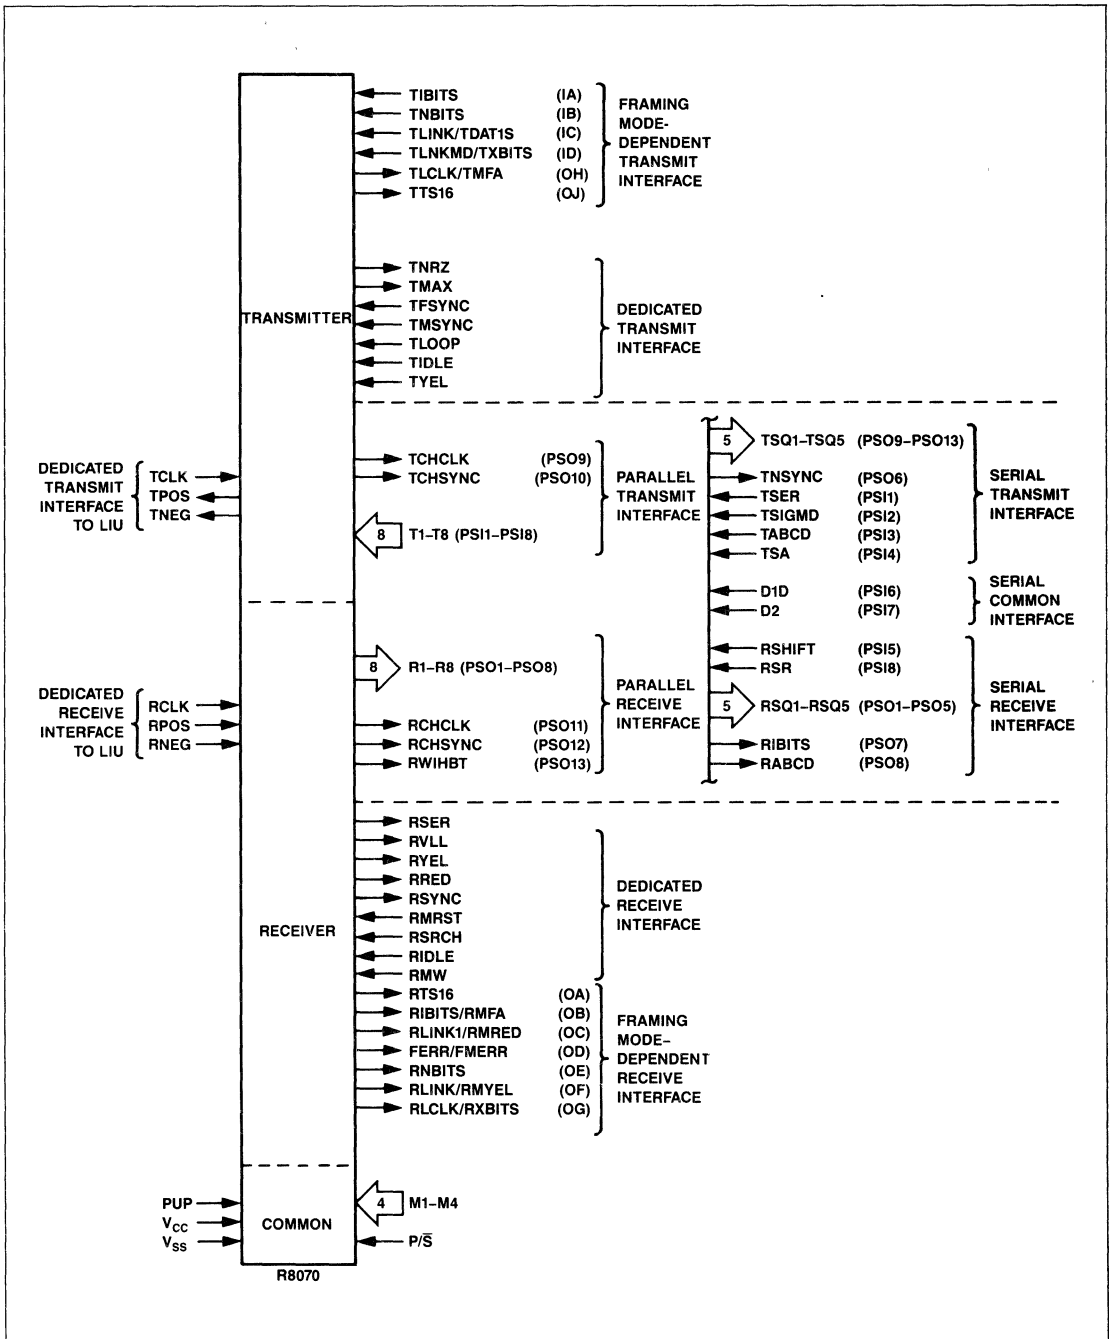 TIBITS (IA)
TNBITS (IB)
TLINK/TDAT1S (IC)
TLNKMD/TXBITS (ID)
TLCLK/TMFA (OH)
TTS16 (OJ)
FRAMING
MODE-
DEPENDENT
TRANSMIT
INTERFACE
TNRZ
TMAX
TFSYNC
TMSYNC
TLOOP
TIDLE
TYEL
DEDICATED
TRANSMIT
INTERFACE
TRANSMITTER
DEDICATED
TRANSMIT
INTERFACE
TO LIU
TCLK
TPOS
TNEG
TCHCLK (PSO9)
TCHSYNC (PSO10)
8 T1–T8 (PSI1–PSI8)
PARALLEL
TRANSMIT
INTERFACE
5 TSQ1–TSQ5 (PSO9–PSO13)
TNSYNC (PSO6)
TSER (PSI1)
TSIGMD (PSI2)
TABCD (PSI3)
TSA (PSI4)
SERIAL
TRANSMIT
INTERFACE
D1D (PSI6)
D2 (PSI7)
SERIAL
COMMON
INTERFACE
DEDICATED
RECEIVE
INTERFACE
TO LIU
RCLK
RPOS
RNEG
8 R1–R8 (PSO1–PSO8)
RCHCLK (PSO11)
RCHSYNC (PSO12)
RWIHBT (PSO13)
PARALLEL
RECEIVE
INTERFACE
RSHIFT (PSI5)
RSR (PSI8)
5 RSQ1–RSQ5 (PSO1–PSO5)
RIBITS (PSO7)
RABCD (PSO8)
SERIAL
RECEIVE
INTERFACE
RSER
RVLL
RYEL
RRED
RSYNC
RMRST
RSRCH
RIDLE
RMW
DEDICATED
RECEIVE
INTERFACE
RECEIVER
RTS16 (OA)
RIBITS/RMFA (OB)
RLINK1/RMRED (OC)
FERR/FMERR (OD)
RNBITS (OE)
RLINK/RMYEL (OF)
RLCLK/RXBITS (OG)
FRAMING
MODE–
DEPENDENT
RECEIVE
INTERFACE
PUP
VCC
VSS
COMMON
4 M1–M4
P/S̅
R8070